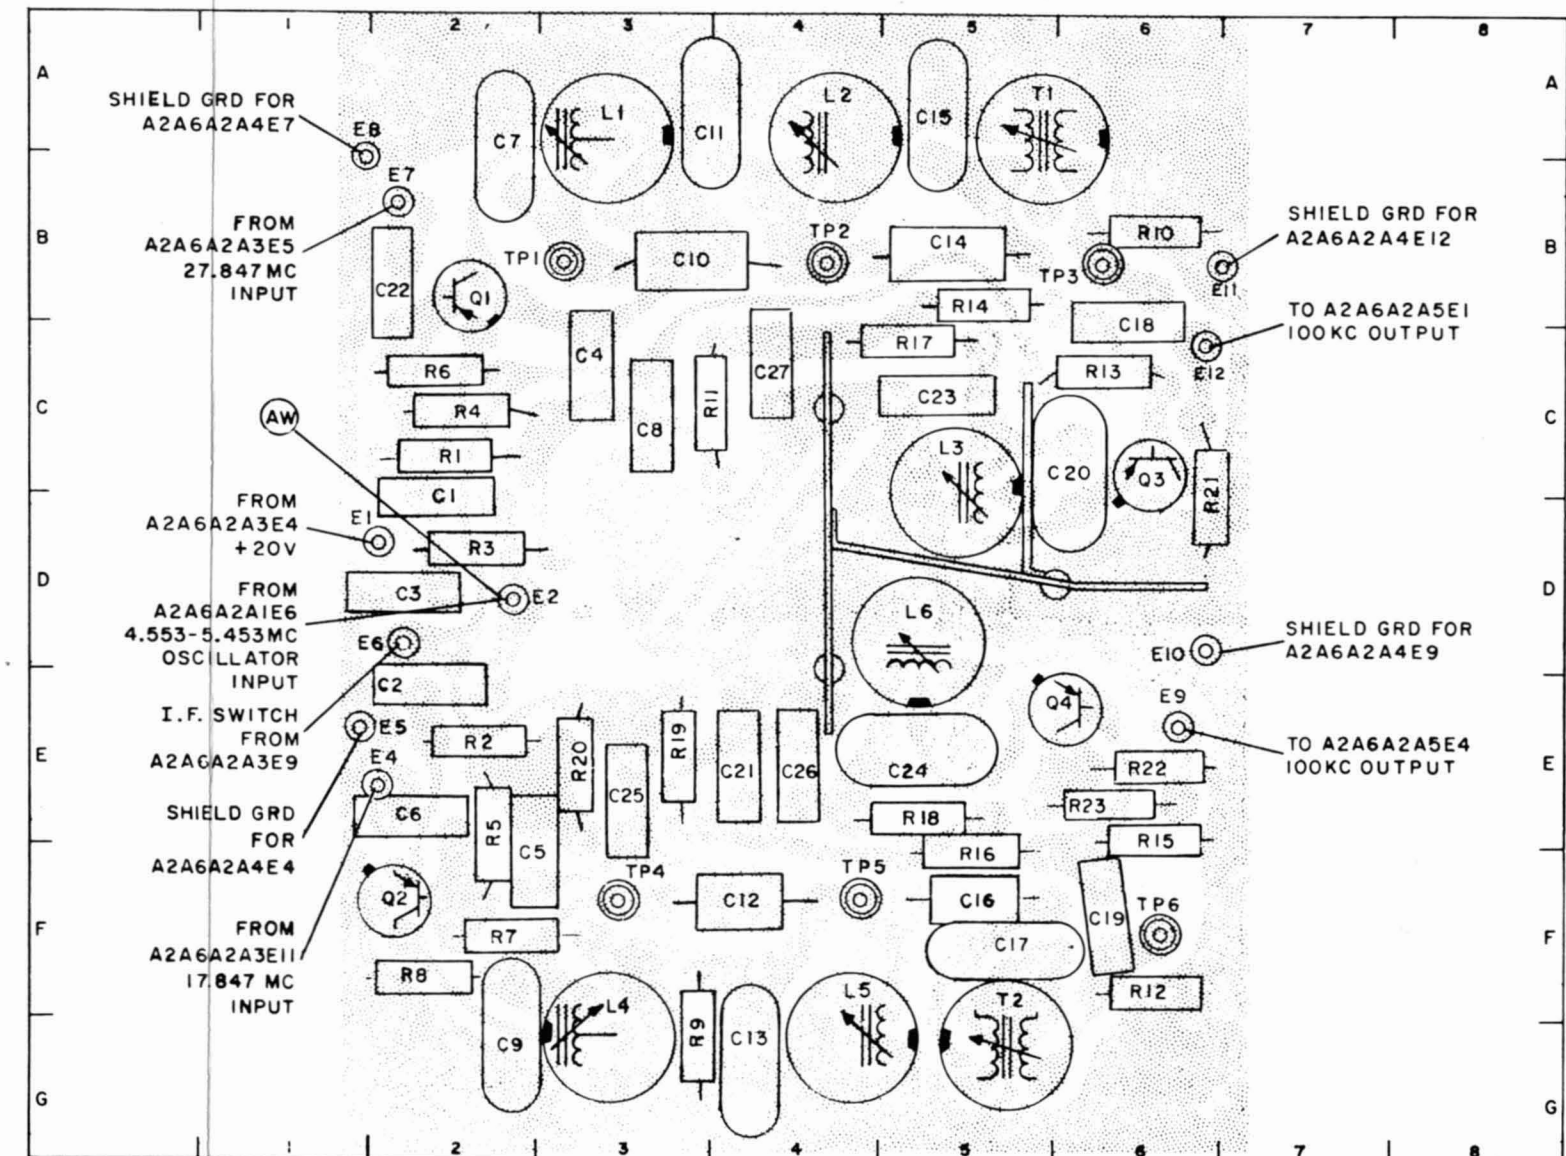 1 2 3 4 5 6 7 8
A
A
SHIELD GRD FOR
A2A6A2A4E7
E8
E7
C7
L1
C11
L2
C15
T1
FROM
A2A6A2A3E5
27.847 MC
INPUT
B
B
C22
Q1
TP1
C10
TP2
C14
TP3
R10
E11
SHIELD GRD FOR
A2A6A2A4E12
R14
C18
TO A2A6A2A5E1
100KC OUTPUT
E12
R6
C4
C27
R17
R13
C
C
AW
R4
C8
R11
C23
R1
L3
C20
Q3
R21
C1
FROM
A2A6A2A3E4
+20V
E1
R3
D
D
FROM
A2A6A2A1E6
4.553-5.453MC
OSCILLATOR
INPUT
C3
E2
L6
E6
C2
E10
SHIELD GRD FOR
A2A6A2A4E9
I.F. SWITCH
FROM
A2A6A2A3E9
E5
E4
R2
R20
R19
Q4
E9
E
E
C25
C21
C26
C24
R22
TO A2A6A2A5E4
100KC OUTPUT
SHIELD GRD
FOR
A2A6A2A4E4
C6
R5
C5
R18
R23
R16
R15
Q2
TP4
C12
TP5
C16
C19
TP6
F
F
FROM
A2A6A2A3E11
17.847 MC
INPUT
R7
C17
R8
R12
C9
L4
R9
C13
L5
T2
G
G
1 2 3 4 5 6 7 8